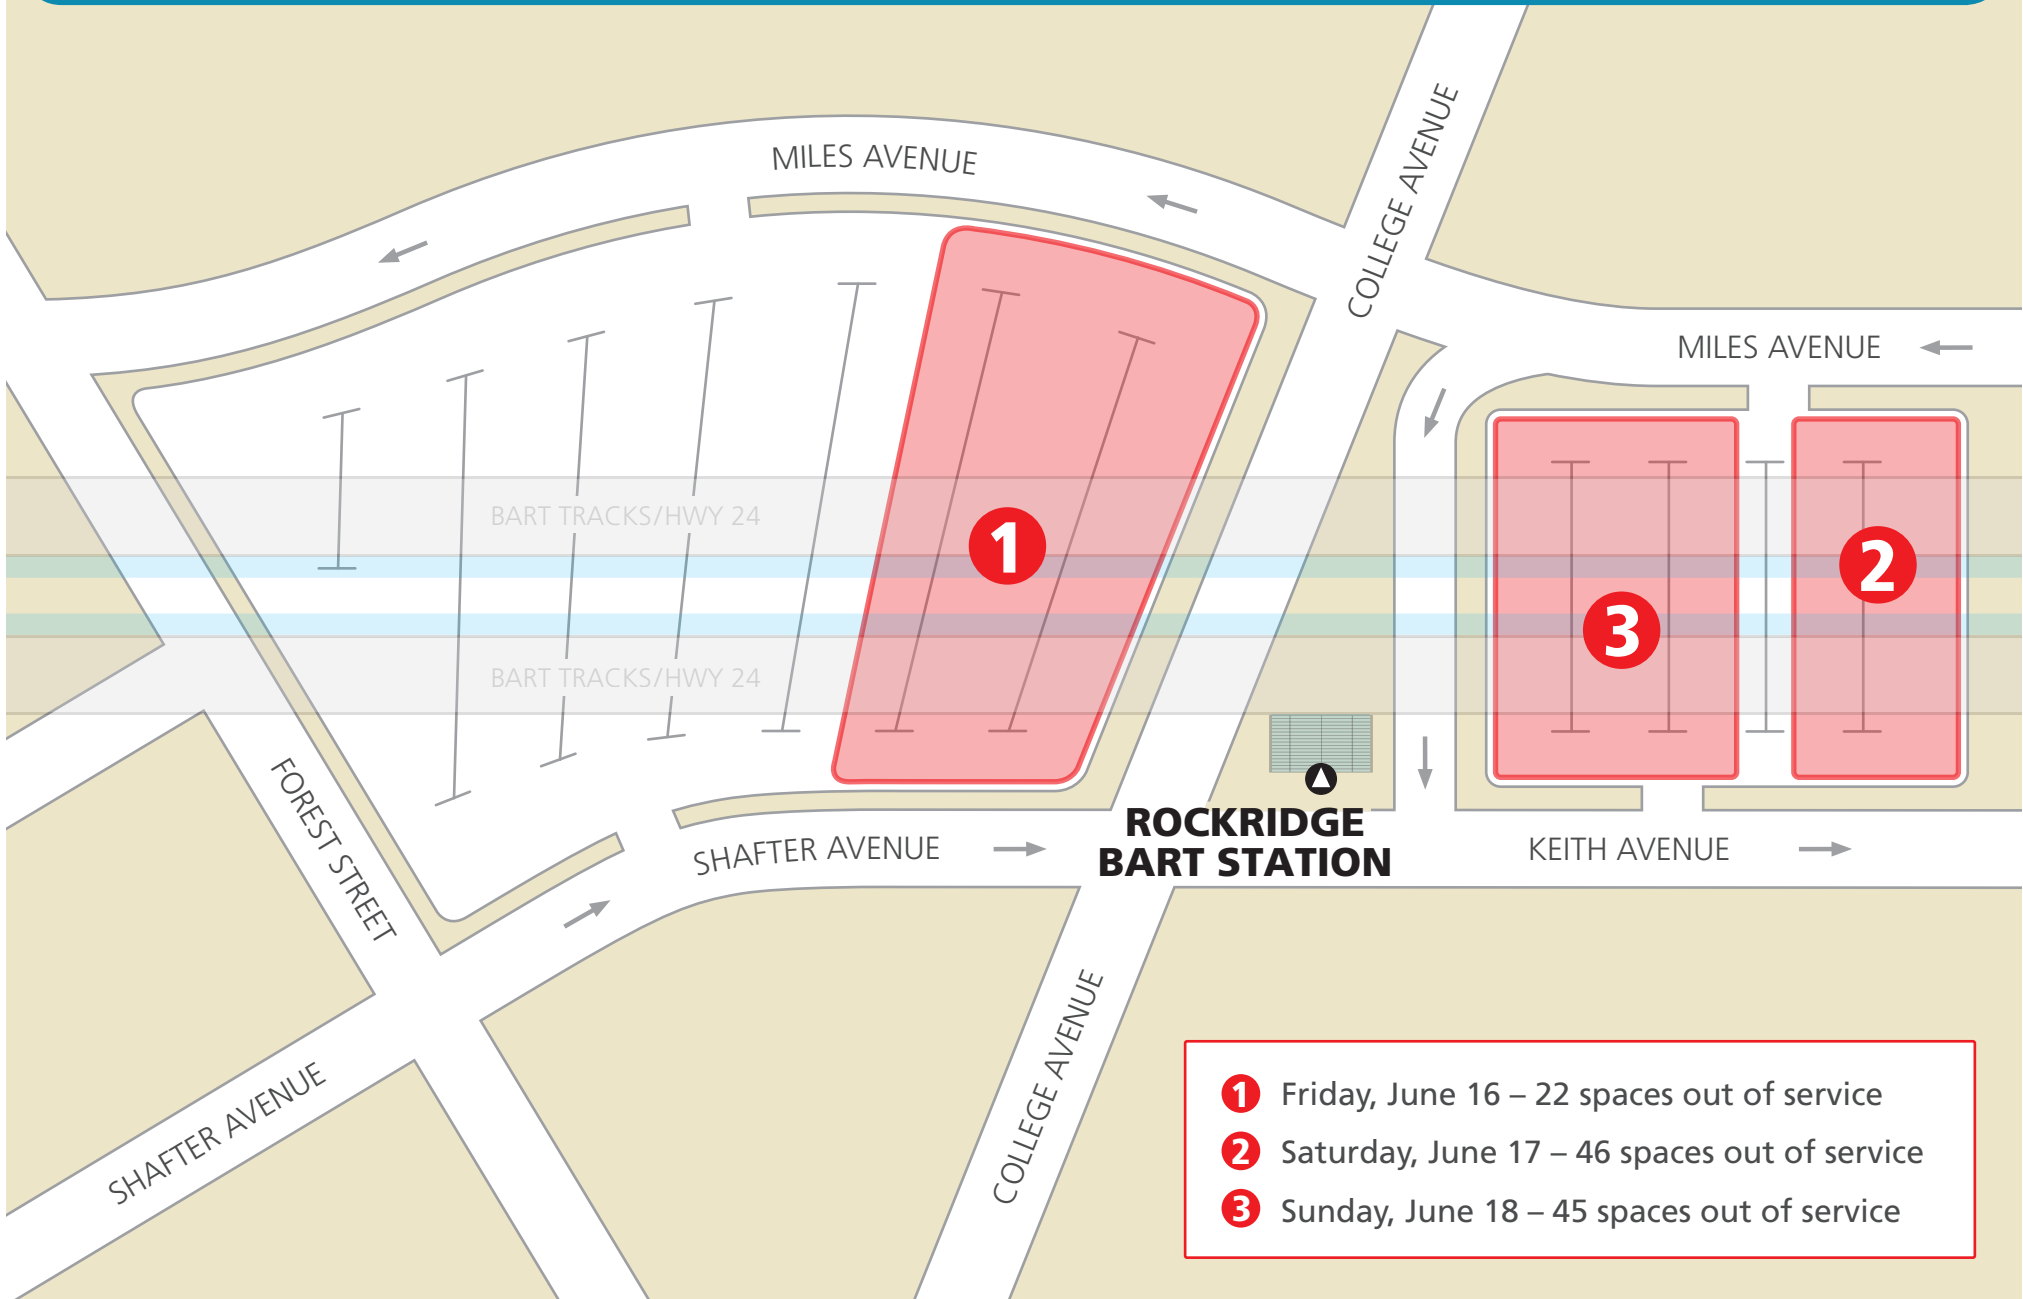 MILES AVENUE
COLLEGE AVENUE
MILES AVENUE
BART TRACKS/HWY 24
1
2
3
BART TRACKS/HWY 24
FOREST STREET
SHAFTER AVENUE
ROCKRIDGE
BART STATION
KEITH AVENUE
COLLEGE AVENUE
SHAFTER AVENUE
1 Friday, June 16 – 22 spaces out of service
2 Saturday, June 17 – 46 spaces out of service
3 Sunday, June 18 – 45 spaces out of service